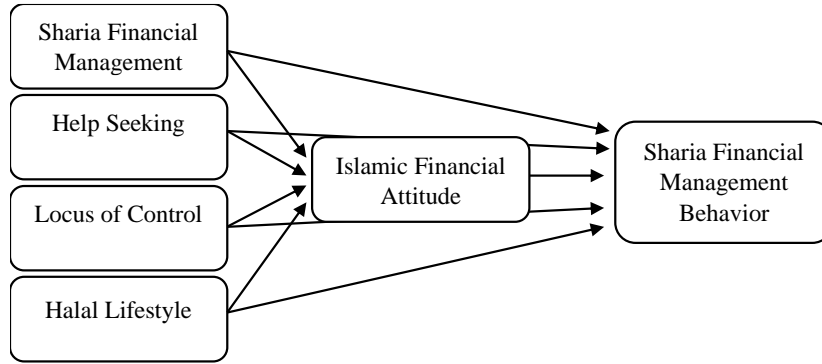 Sharia Financial
Management
Help Seeking
Locus of Control
Halal Lifestyle
Islamic Financial
Attitude
Sharia Financial
Management
Behavior